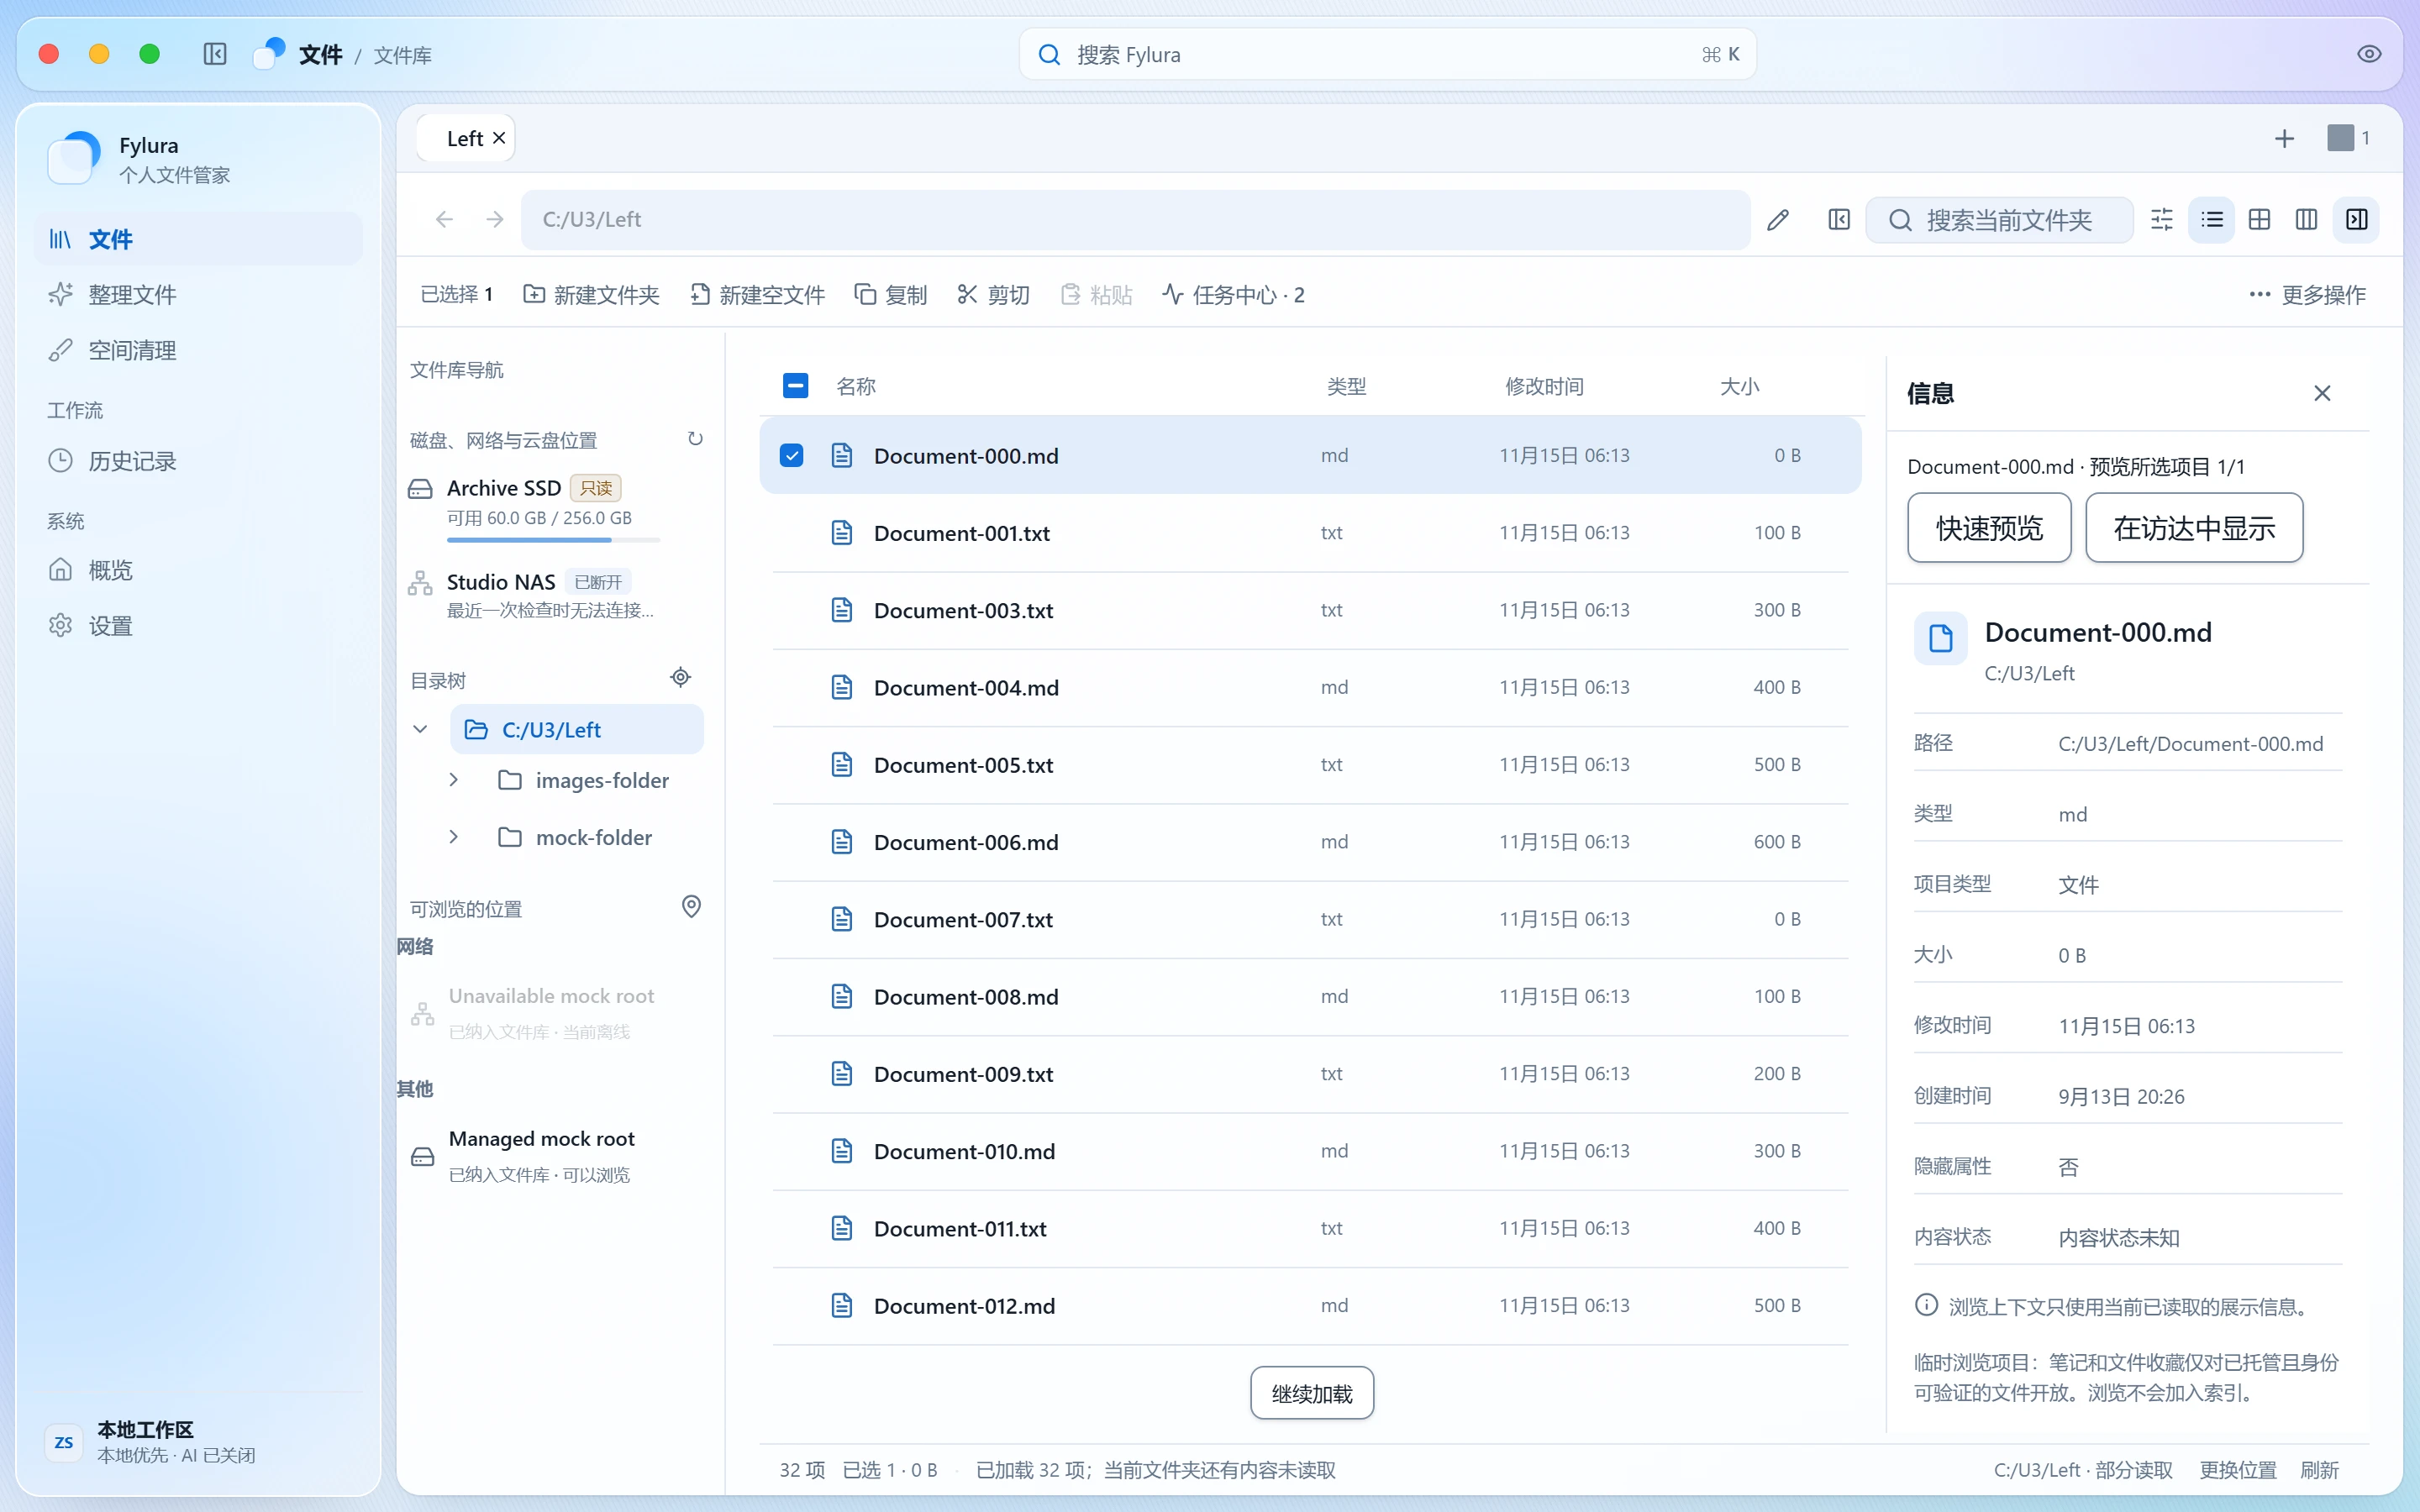 文件 / 文件库
搜索 Fylura ⌘ K
Fylura
个人文件管家
文件
整理文件
空间清理
工作流
历史记录
系统
概览
设置
ZS
本地工作区
本地优先 · AI 已关闭
Left
1
C:/U3/Left
搜索当前文件夹
已选择 1 新建文件夹 新建空文件 复制 剪切 粘贴 任务中心 · 2 更多操作
文件库导航
磁盘、网络与云盘位置
Archive SSD 只读
可用 60.0 GB / 256.0 GB
Studio NAS 已断开
最近一次检查时无法连接...
目录树
C:/U3/Left
images-folder
mock-folder
可浏览的位置
网络
Unavailable mock root
已纳入文件库 · 当前离线
其他
Managed mock root
已纳入文件库 · 可以浏览
名称 类型 修改时间 大小
Document-000.md md 11月15日 06:13 0 B
Document-001.txt txt 11月15日 06:13 100 B
Document-003.txt txt 11月15日 06:13 300 B
Document-004.md md 11月15日 06:13 400 B
Document-005.txt txt 11月15日 06:13 500 B
Document-006.md md 11月15日 06:13 600 B
Document-007.txt txt 11月15日 06:13 0 B
Document-008.md md 11月15日 06:13 100 B
Document-009.txt txt 11月15日 06:13 200 B
Document-010.md md 11月15日 06:13 300 B
Document-011.txt txt 11月15日 06:13 400 B
Document-012.md md 11月15日 06:13 500 B
继续加载
32 项 已选 1 · 0 B · 已加载 32 项；当前文件夹还有内容未读取
C:/U3/Left · 部分读取 更换位置 刷新
信息
Document-000.md · 预览所选项目 1/1
快速预览 在访达中显示
Document-000.md
C:/U3/Left
路径 C:/U3/Left/Document-000.md
类型 md
项目类型 文件
大小 0 B
修改时间 11月15日 06:13
创建时间 9月13日 20:26
隐藏属性 否
内容状态 内容状态未知
浏览上下文只使用当前已读取的展示信息。
临时浏览项目：笔记和文件收藏仅对已托管且身份
可验证的文件开放。浏览不会加入索引。